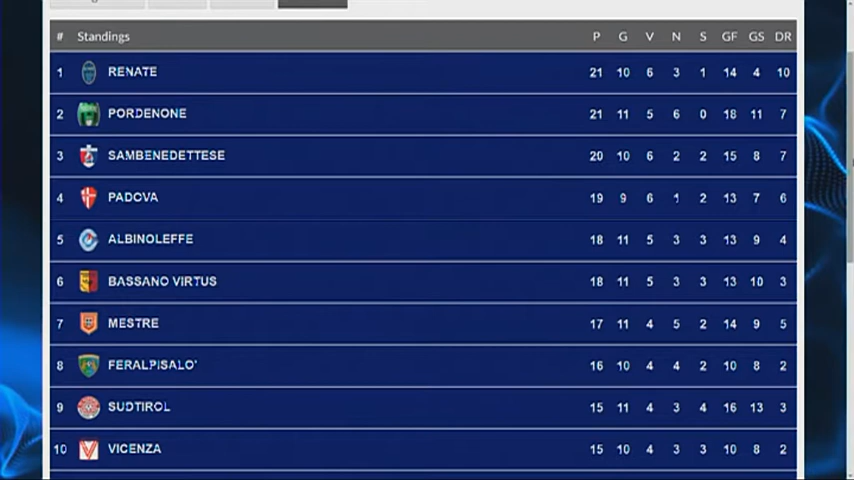 # Standings P G V N S GF GS DR
1 RENATE 21 10 6 3 1 14 4 10
2 PORDENONE 21 11 5 6 0 18 11 7
3 SAMBENEDETTESE 20 10 6 2 2 15 8 7
4 PADOVA 19 9 6 1 2 13 7 6
5 ALBINOLEFFE 18 11 5 3 3 13 9 4
6 BASSANO VIRTUS 18 11 5 3 3 13 10 3
7 MESTRE 17 11 4 5 2 14 9 5
8 FERALPISALO' 16 10 4 4 2 10 8 2
9 SUDTIROL 15 11 4 3 4 16 13 3
10 VICENZA 15 10 4 3 3 10 8 2